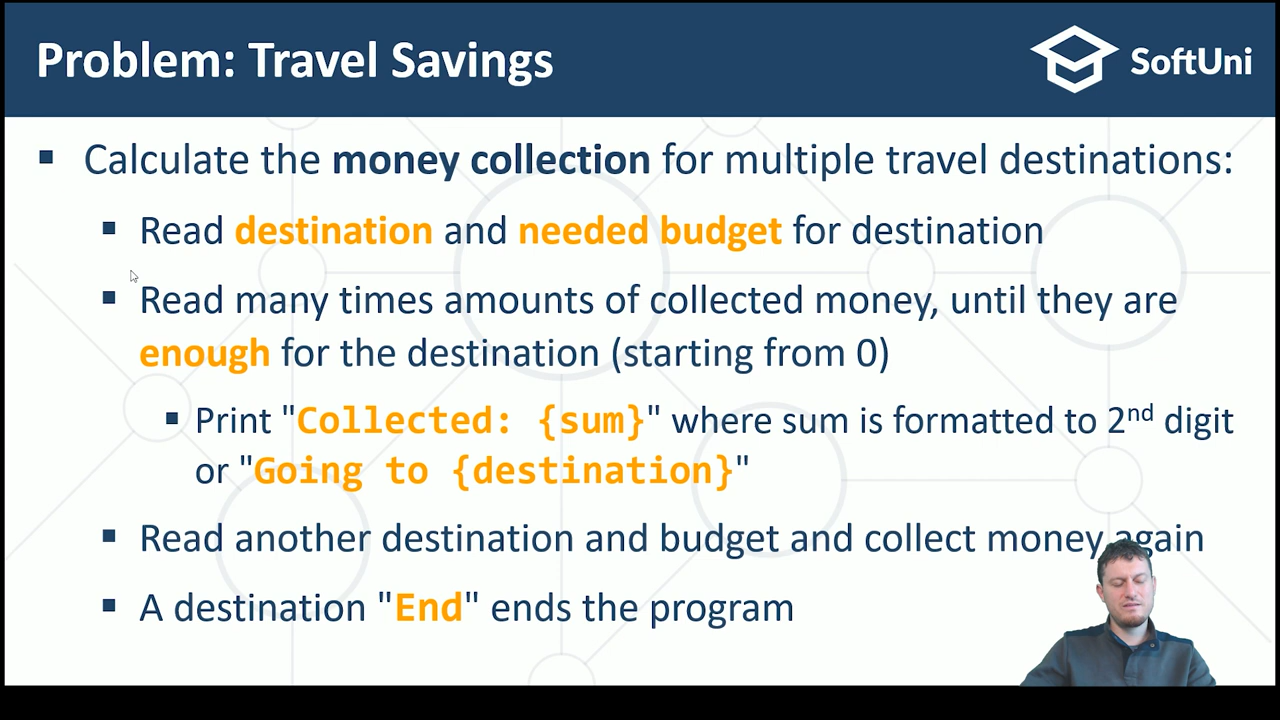 Problem: Travel Savings
SoftUni
Calculate the money collection for multiple travel destinations:
Read destination and needed budget for destination
Read many times amounts of collected money, until they are
enough for the destination (starting from 0)
Print "Collected: {sum}" where sum is formatted to 2nd digit
or "Going to {destination}"
Read another destination and budget and collect money again
A destination "End" ends the program